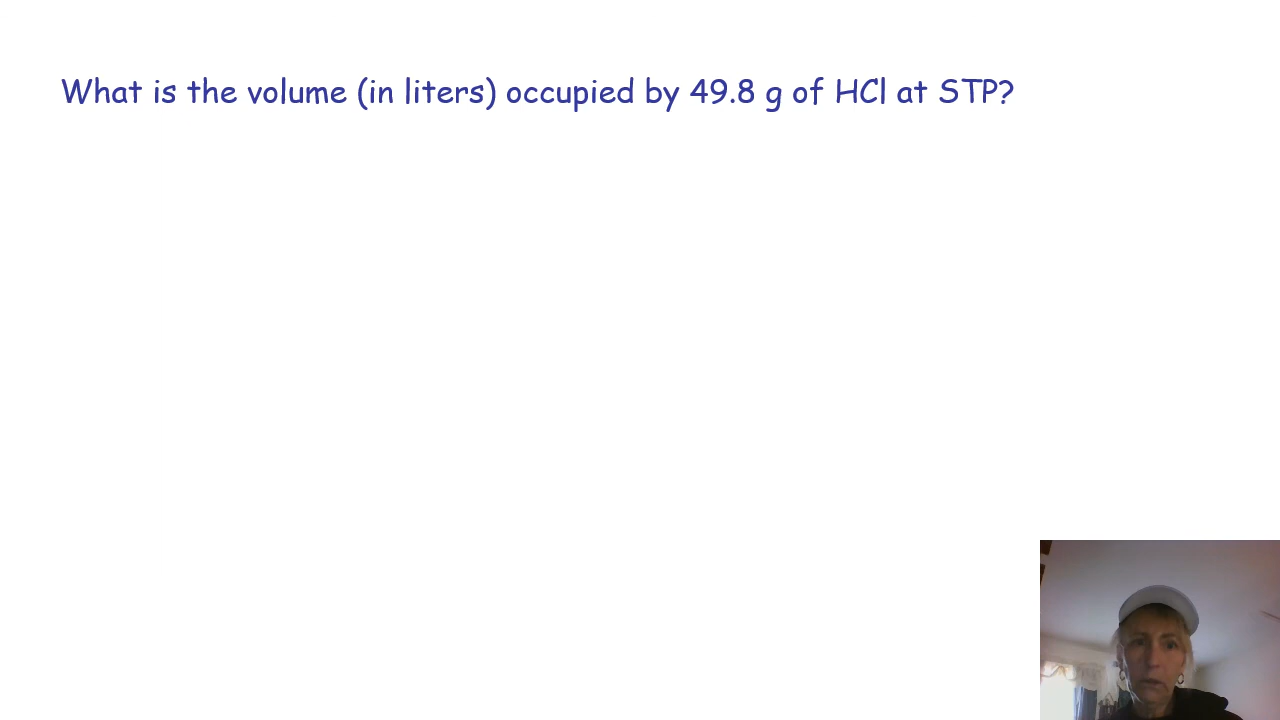 What is the volume (in liters) occupied by 49.8 g of HCl at STP?